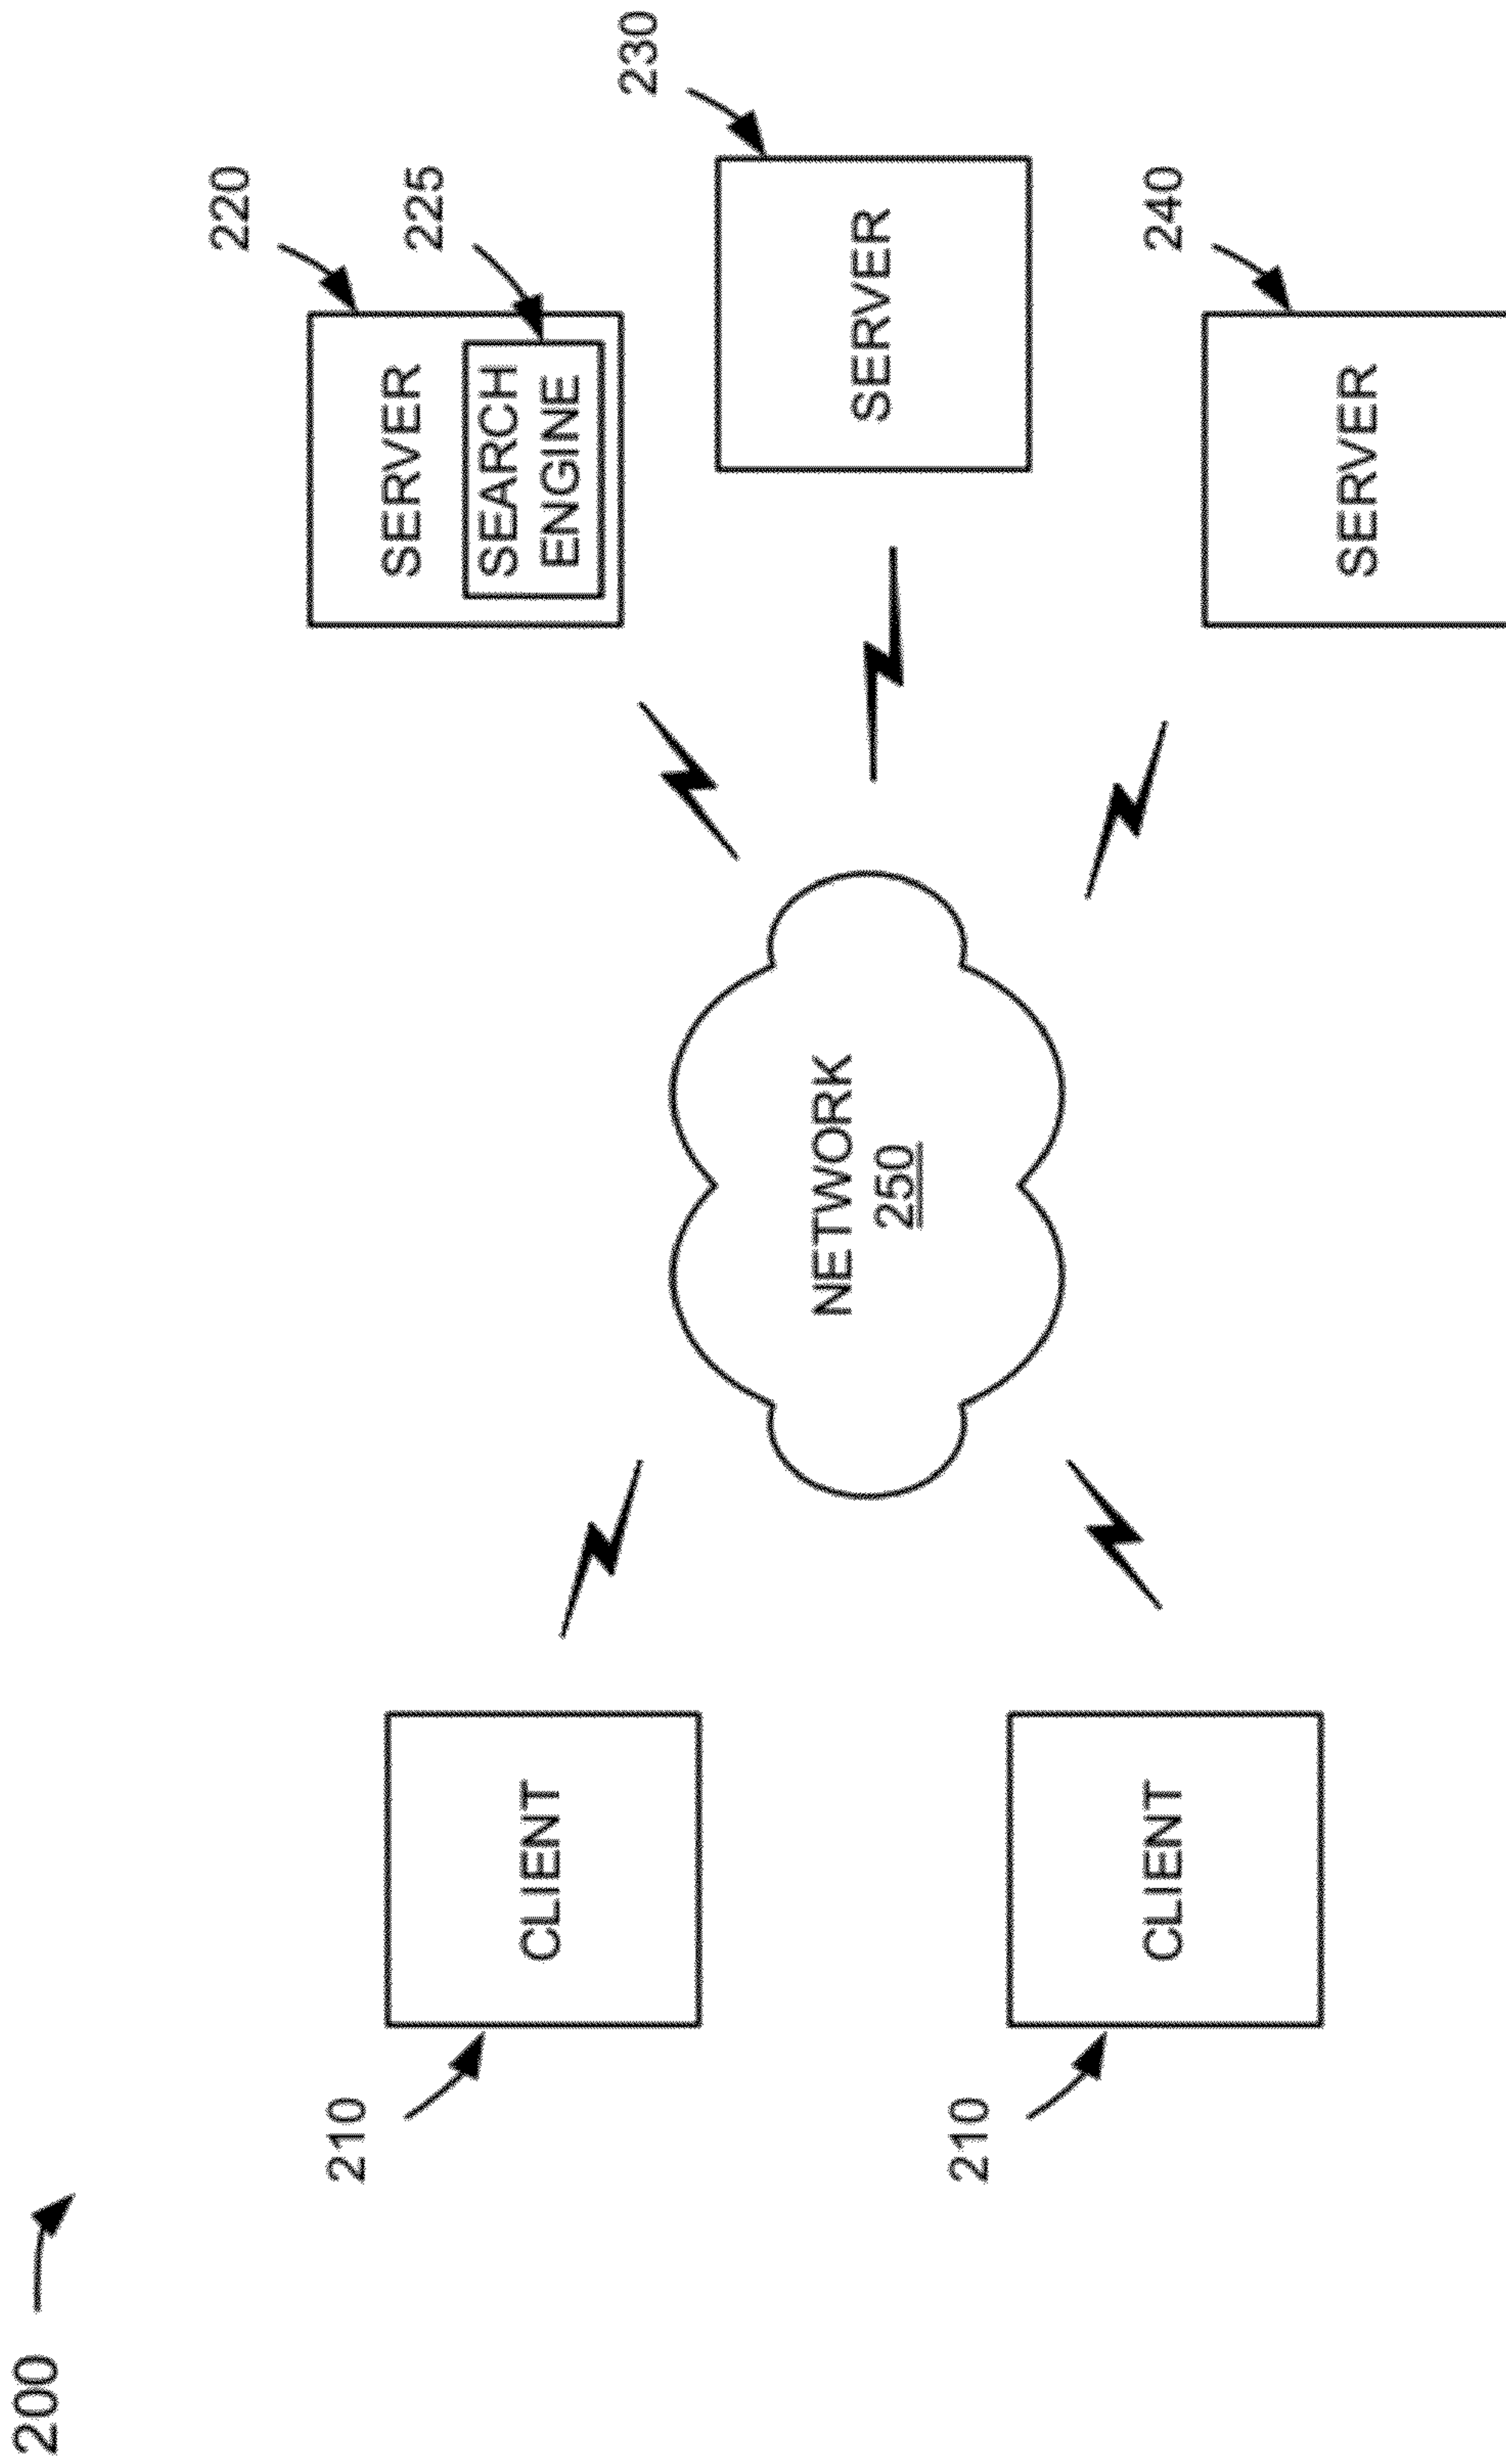 200
210
CLIENT
210
CLIENT
NETWORK
250
220
SERVER
225
SEARCH
ENGINE
230
SERVER
240
SERVER